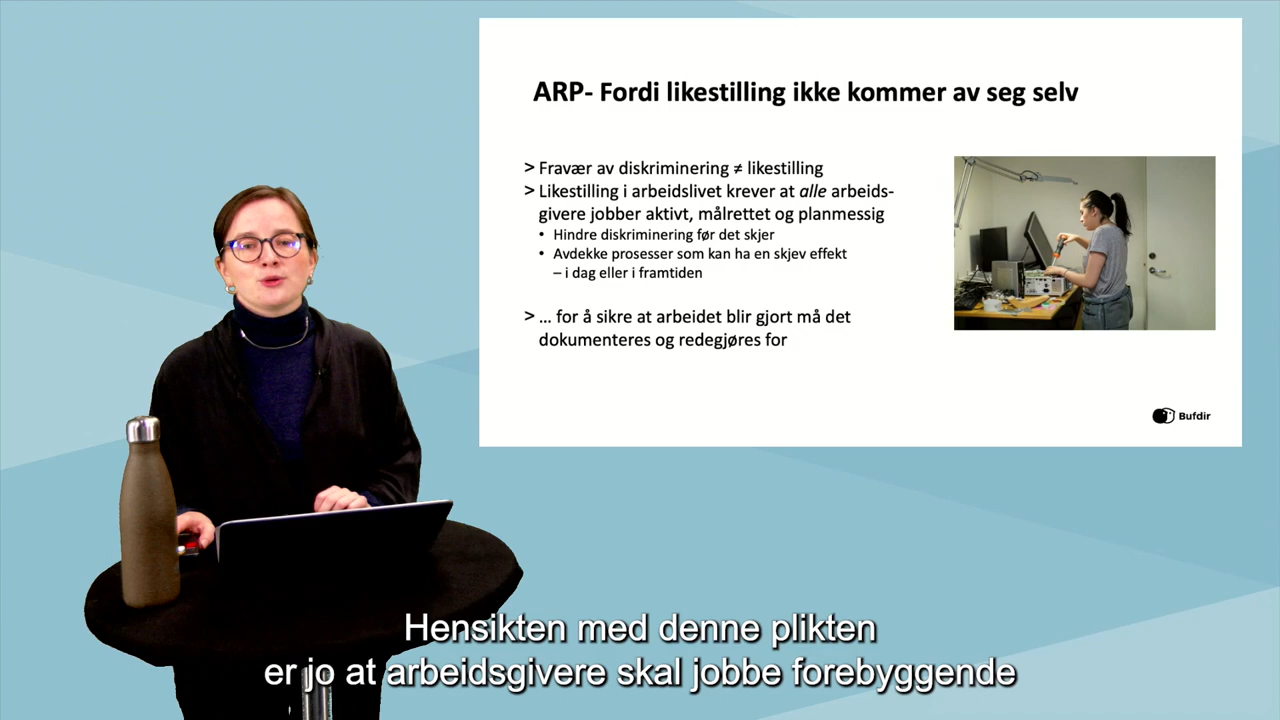 ARP- Fordi likestilling ikke kommer av seg selv
> Fravær av diskriminering ≠ likestilling
> Likestilling i arbeidslivet krever at alle arbeids-
givere jobber aktivt, målrettet og planmessig
• Hindre diskriminering før det skjer
• Avdekke prosesser som kan ha en skjev effekt
– i dag eller i framtiden
> ... for å sikre at arbeidet blir gjort må det
dokumenteres og redegjøres for
Bufdir
Hensikten med denne plikten
er jo at arbeidsgivere skal jobbe forebyggende